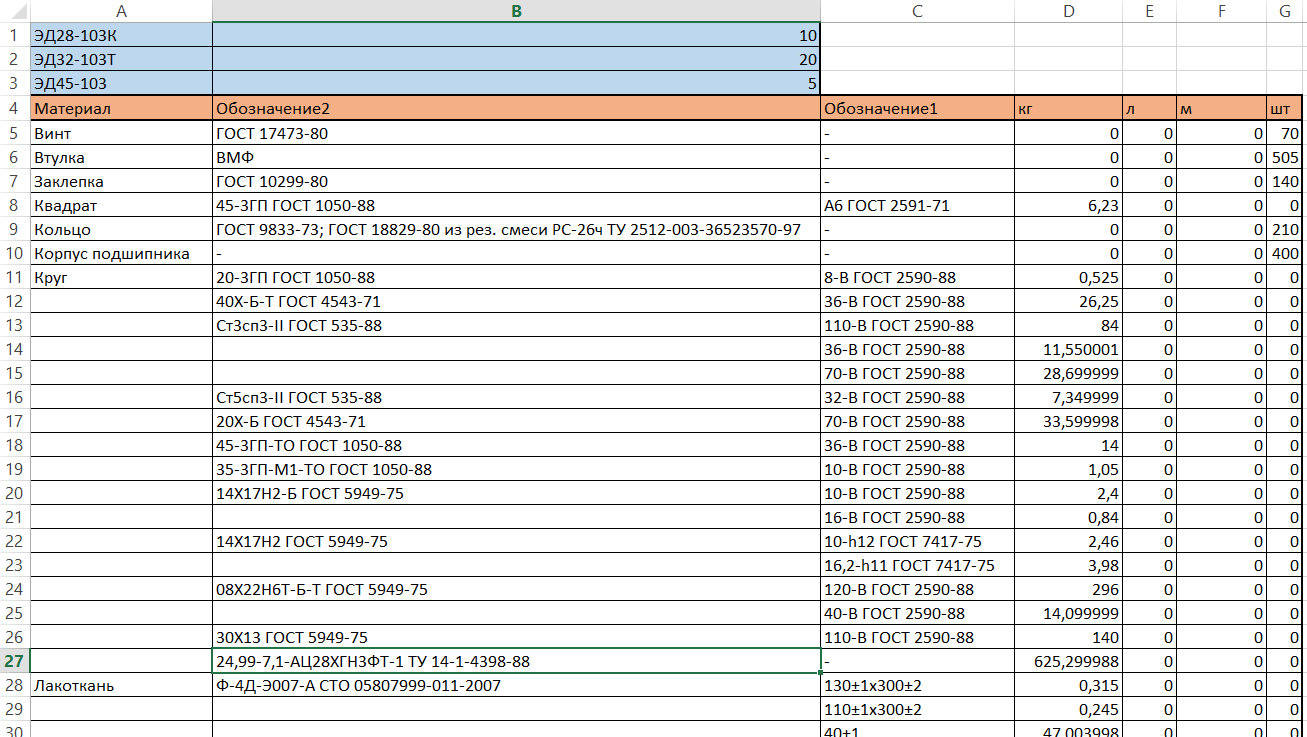 A B C D E F G
1 ЭД28-103К 10
2 ЭД32-103Т 20
3 ЭД45-103 5
4 Материал Обозначение2 Обозначение1 кг л м шт
5 Винт ГОСТ 17473-80 - 0 0 0 70
6 Втулка ВМФ - 0 0 0 505
7 Заклепка ГОСТ 10299-80 - 0 0 0 140
8 Квадрат 45-3ГП ГОСТ 1050-88 А6 ГОСТ 2591-71 6,23 0 0 0
9 Кольцо ГОСТ 9833-73; ГОСТ 18829-80 из рез. смеси РС-26ч ТУ 2512-003-36523570-97 - 0 0 0 210
10 Корпус подшипника - - 0 0 0 400
11 Круг 20-3ГП ГОСТ 1050-88 8-В ГОСТ 2590-88 0,525 0 0 0
12 40Х-Б-Т ГОСТ 4543-71 36-В ГОСТ 2590-88 26,25 0 0 0
13 Ст3сп3-II ГОСТ 535-88 110-В ГОСТ 2590-88 84 0 0 0
14 36-В ГОСТ 2590-88 11,550001 0 0 0
15 70-В ГОСТ 2590-88 28,699999 0 0 0
16 Ст5сп3-II ГОСТ 535-88 32-В ГОСТ 2590-88 7,349999 0 0 0
17 20Х-Б ГОСТ 4543-71 70-В ГОСТ 2590-88 33,599998 0 0 0
18 45-3ГП-ТО ГОСТ 1050-88 36-В ГОСТ 2590-88 14 0 0 0
19 35-3ГП-М1-ТО ГОСТ 1050-88 10-В ГОСТ 2590-88 1,05 0 0 0
20 14Х17Н2-Б ГОСТ 5949-75 10-В ГОСТ 2590-88 2,4 0 0 0
21 16-В ГОСТ 2590-88 0,84 0 0 0
22 14Х17Н2 ГОСТ 5949-75 10-h12 ГОСТ 7417-75 2,46 0 0 0
23 16,2-h11 ГОСТ 7417-75 3,98 0 0 0
24 08Х22Н6Т-Б-Т ГОСТ 5949-75 120-В ГОСТ 2590-88 296 0 0 0
25 40-В ГОСТ 2590-88 14,099999 0 0 0
26 30Х13 ГОСТ 5949-75 110-В ГОСТ 2590-88 140 0 0 0
27 24,99-7,1-АЦ28ХГН3ФТ-1 ТУ 14-1-4398-88 - 625,299988 0 0 0
28 Лакоткань Ф-4Д-Э007-А СТО 05807999-011-2007 130±1х300±2 0,315 0 0 0
29 110±1х300±2 0,245 0 0 0
30 40±1 47,003998 0 0 0